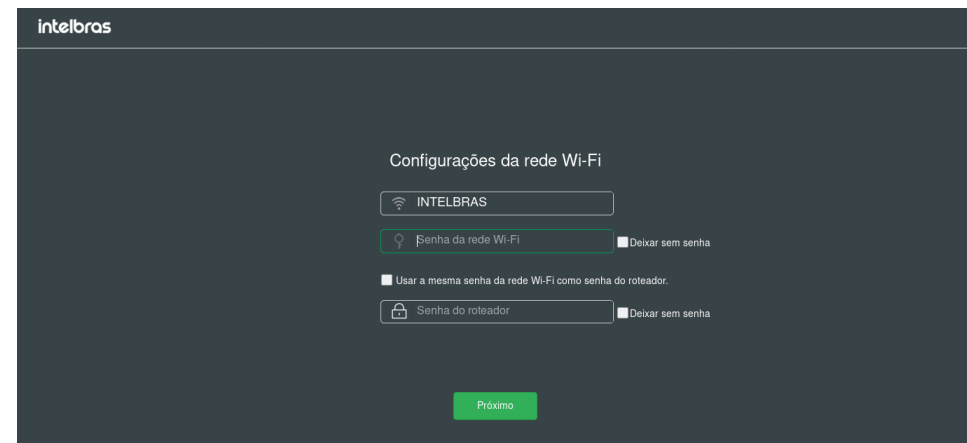 intelbras
Configurações da rede Wi-Fi
INTELBRAS
Senha da rede Wi-Fi
Deixar sem senha
Usar a mesma senha da rede Wi-Fi como senha do roteador.
Senha do roteador
Deixar sem senha
Próximo